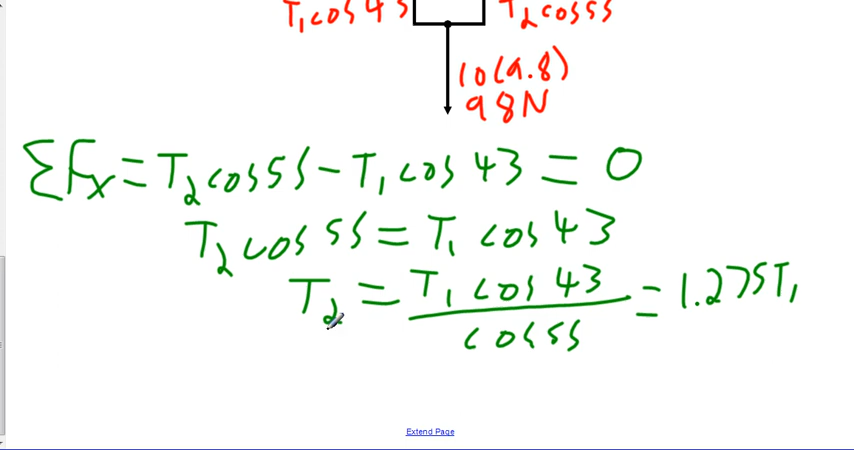 T₁cos43 T₂cos55
10(9.8)
98N
ΣFx=T₂cos55-T₁cos43=0
T₂cos55=T₁cos43
T₂=T₁cos43/cos55=1.275T₁
Extend Page